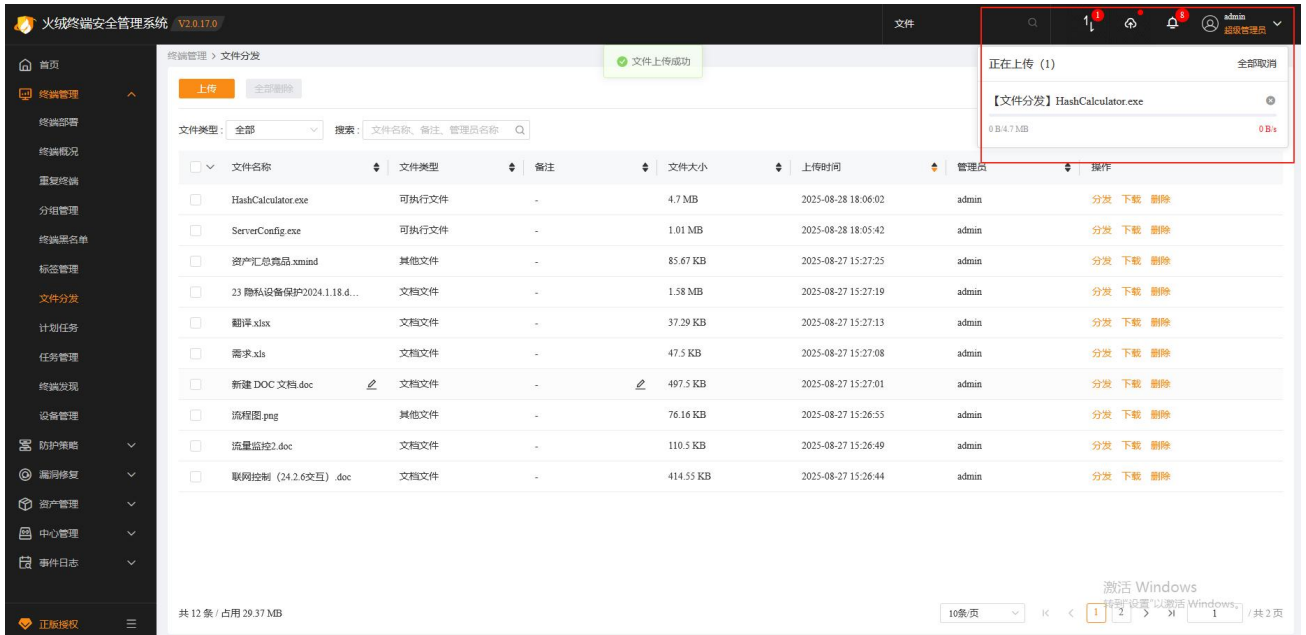 火绒终端安全管理系统 V2.0.17.0 文件 1 8 admin
超级管理员
终端管理 > 文件分发
文件上传成功
正在上传 (1) 全部取消
【文件分发】HashCalculator.exe
0 B/4.7 MB 0 B/s
首页
终端管理
终端部署
终端概况
重复终端
分组管理
终端黑名单
标签管理
文件分发
计划任务
任务管理
终端发现
设备管理
防护策略
漏洞修复
资产管理
中心管理
事件日志
正版授权
上传 全部删除
文件类型: 全部 搜索: 文件名称、备注、管理员名称
文件名称 文件类型 备注 文件大小 上传时间 管理员 操作
HashCalculator.exe 可执行文件 - 4.7 MB 2025-08-28 18:06:02 admin 分发 下载 删除
ServerConfig.exe 可执行文件 - 1.01 MB 2025-08-28 18:05:42 admin 分发 下载 删除
资产汇总竞品.xmind 其他文件 - 85.67 KB 2025-08-27 15:27:25 admin 分发 下载 删除
23 隐私设备保护2024.1.18.d... 文档文件 - 1.58 MB 2025-08-27 15:27:19 admin 分发 下载 删除
翻译.xlsx 文档文件 - 37.29 KB 2025-08-27 15:27:13 admin 分发 下载 删除
需求.xls 文档文件 - 47.5 KB 2025-08-27 15:27:08 admin 分发 下载 删除
新建 DOC 文档.doc 文档文件 - 497.5 KB 2025-08-27 15:27:01 admin 分发 下载 删除
流程图.png 其他文件 - 76.16 KB 2025-08-27 15:26:55 admin 分发 下载 删除
流量监控2.doc 文档文件 - 110.5 KB 2025-08-27 15:26:49 admin 分发 下载 删除
联网控制（24.2.6交互）.doc 文档文件 - 414.55 KB 2025-08-27 15:26:44 admin 分发 下载 删除
激活 Windows
转到"设置"以激活 Windows。
共 12 条 / 占用 29.37 MB 10条/页 1 2 1 / 共 2 页